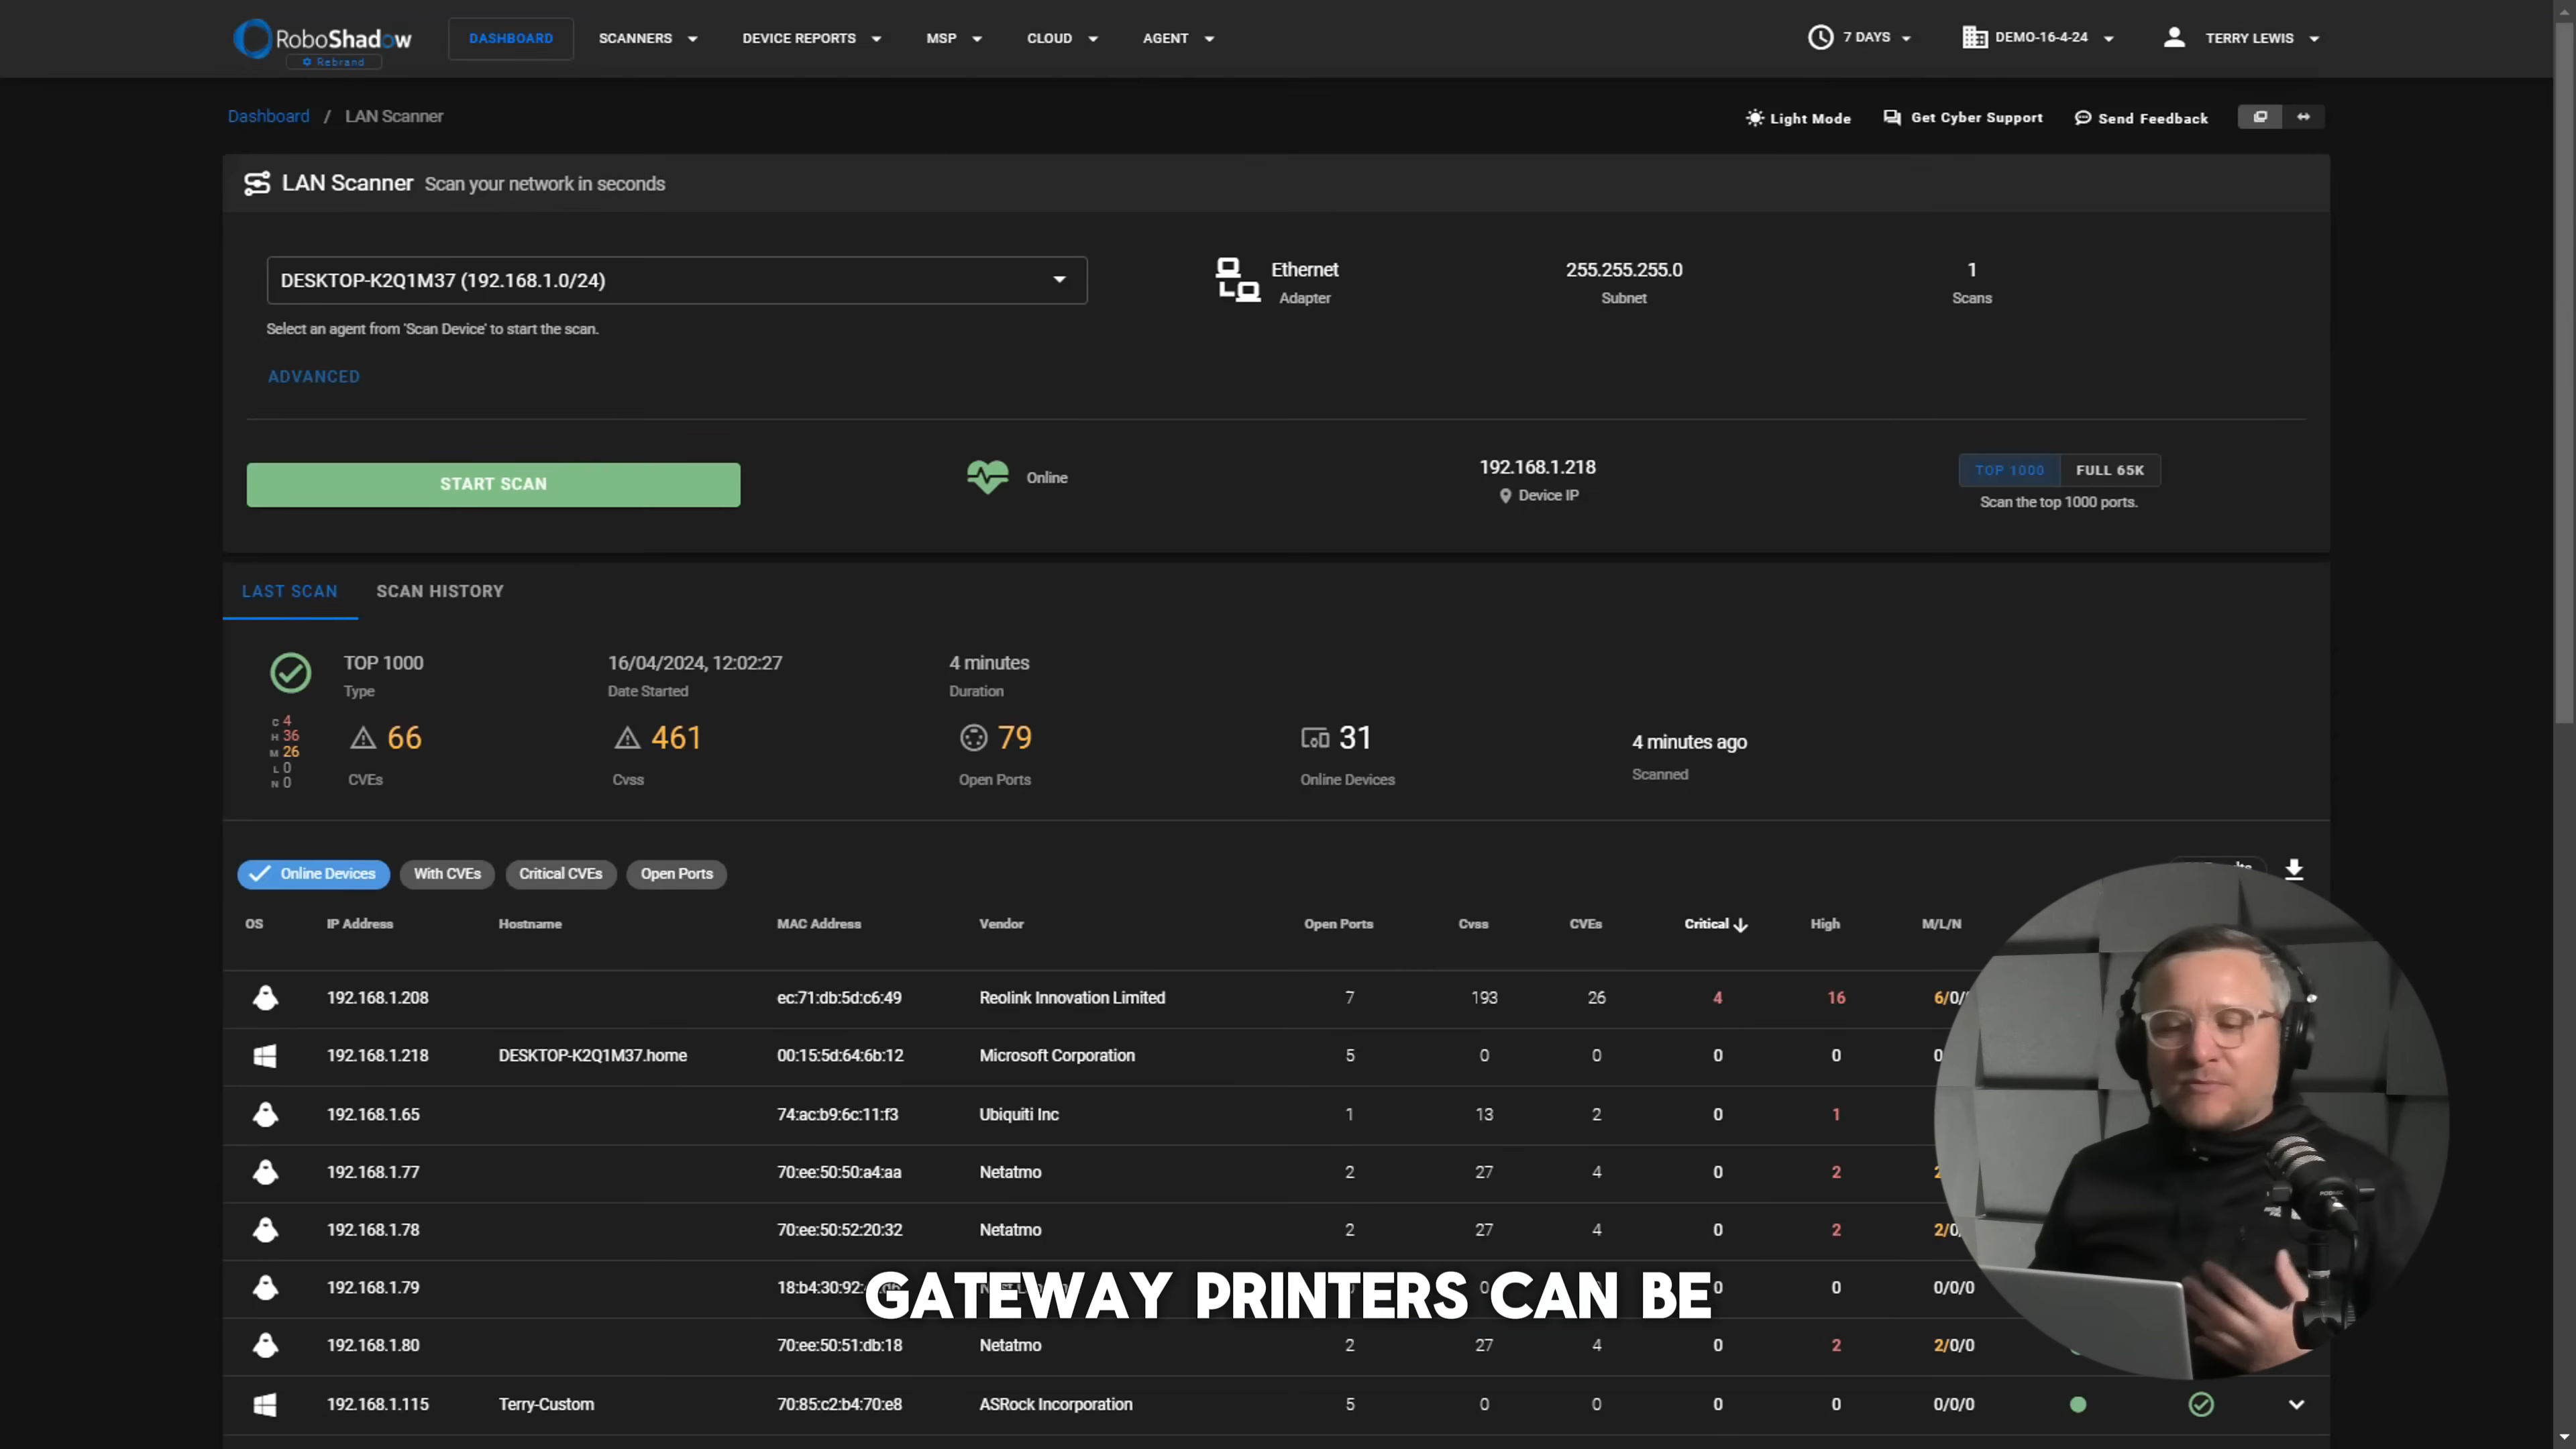 RoboShadow
Rebrand
DASHBOARD
SCANNERS
DEVICE REPORTS
MSP
CLOUD
AGENT
7 DAYS
DEMO-16-4-24
TERRY LEWIS
Dashboard / LAN Scanner
Light Mode
Get Cyber Support
Send Feedback
LAN Scanner Scan your network in seconds
DESKTOP-K2Q1M37 (192.168.1.0/24)
Select an agent from 'Scan Device' to start the scan.
ADVANCED
Ethernet
Adapter
255.255.255.0
Subnet
1
Scans
START SCAN
Online
192.168.1.218
Device IP
TOP 1000 FULL 65K
Scan the top 1000 ports.
LAST SCAN SCAN HISTORY
TOP 1000
Type
16/04/2024, 12:02:27
Date Started
4 minutes
Duration
C 4
H 36
M 26
L 0
N 0
66
CVEs
461
Cvss
79
Open Ports
31
Online Devices
4 minutes ago
Scanned
Online Devices With CVEs Critical CVEs Open Ports
OS IP Address Hostname MAC Address Vendor Open Ports Cvss CVEs Critical High M/L/N
192.168.1.208 ec:71:db:5d:c6:49 Reolink Innovation Limited 7 193 26 4 16 6/0/
192.168.1.218 DESKTOP-K2Q1M37.home 00:15:5d:64:6b:12 Microsoft Corporation 5 0 0 0 0 0
192.168.1.65 74:ac:b9:6c:11:f3 Ubiquiti Inc 1 13 2 0 1
192.168.1.77 70:ee:50:50:a4:aa Netatmo 2 27 4 0 2 2
192.168.1.78 70:ee:50:52:20:32 Netatmo 2 27 4 0 2 2/0
192.168.1.79 18:b4:30:92: 0 0 0/0/0
GATEWAY PRINTERS CAN BE
192.168.1.80 70:ee:50:51:db:18 Netatmo 2 27 4 0 2 2/0/0
192.168.1.115 Terry-Custom 70:85:c2:b4:70:e8 ASRock Incorporation 5 0 0 0 0 0/0/0